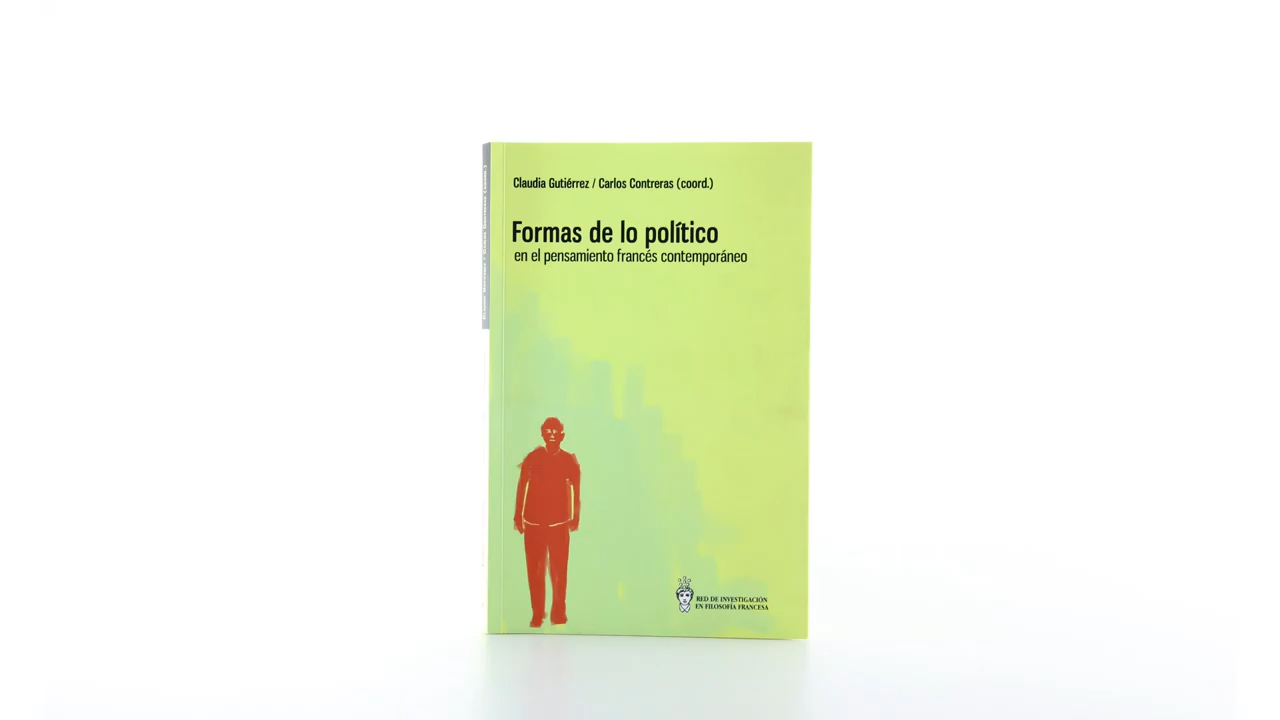 Claudia Gutiérrez / Carlos Contreras (coord.)
Formas de lo político
en el pensamiento francés contemporáneo
RED DE INVESTIGACIÓN
EN FILOSOFÍA FRANCESA